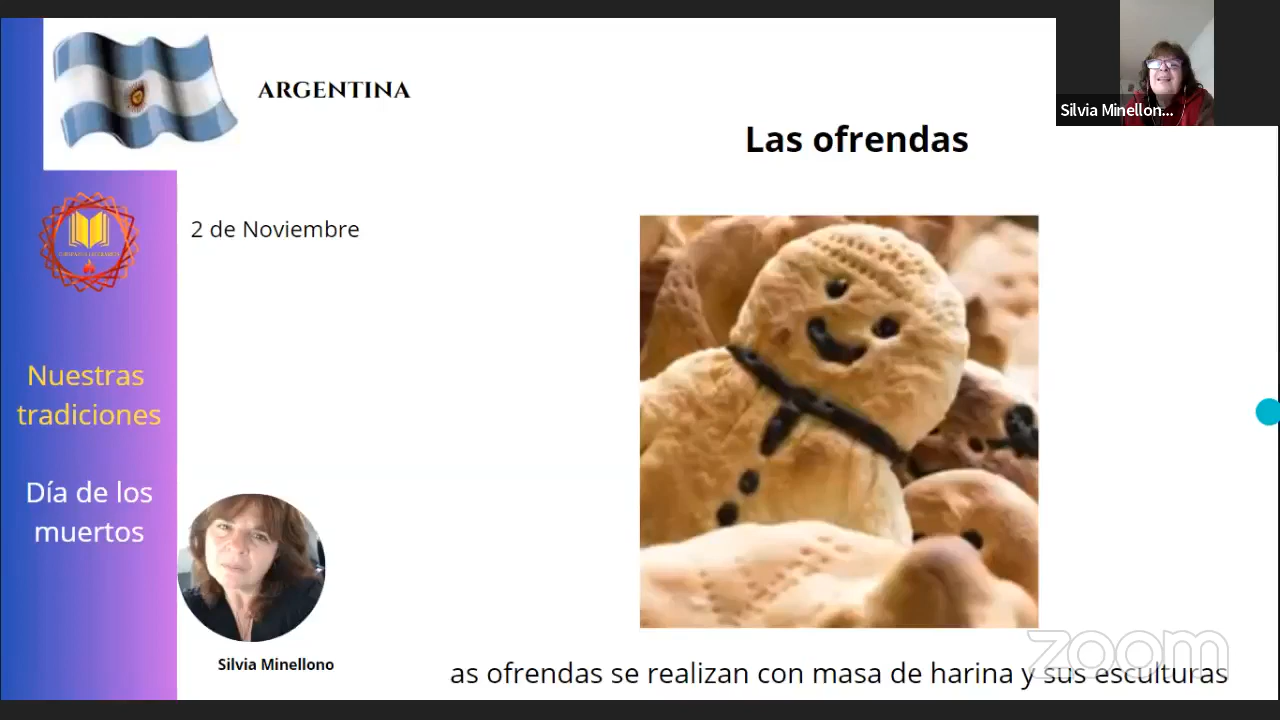 ARGENTINA
Silvia Minellon...
Las ofrendas
2 de Noviembre
Nuestras
tradiciones
Día de los
muertos
Silvia Minellono
as ofrendas se realizan con masa de harina y sus esculturas
zoom